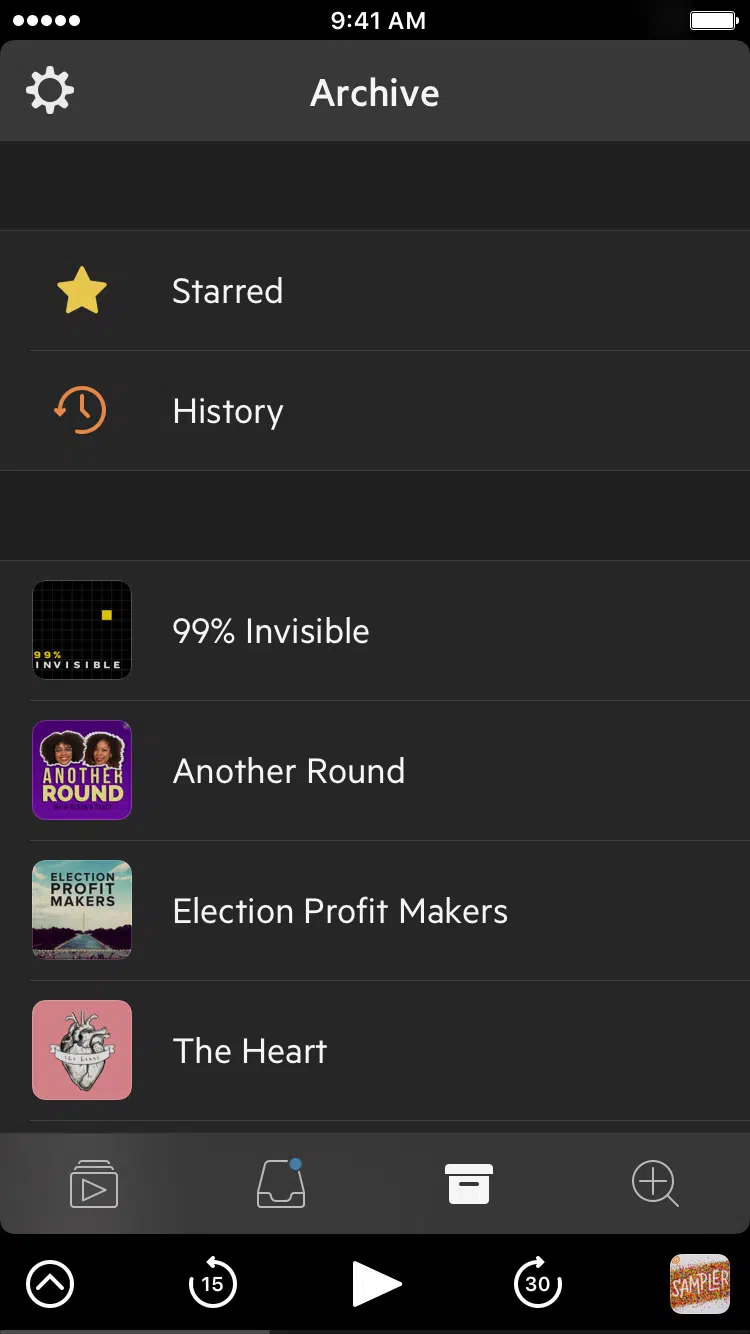 9:41 AM
Archive
Starred
History
99%
INVISIBLE
99% Invisible
ANOTHER
ROUND
Another Round
ELECTION
PROFIT
MAKERS
Election Profit Makers
the heart
The Heart
15
30
SAMPLER